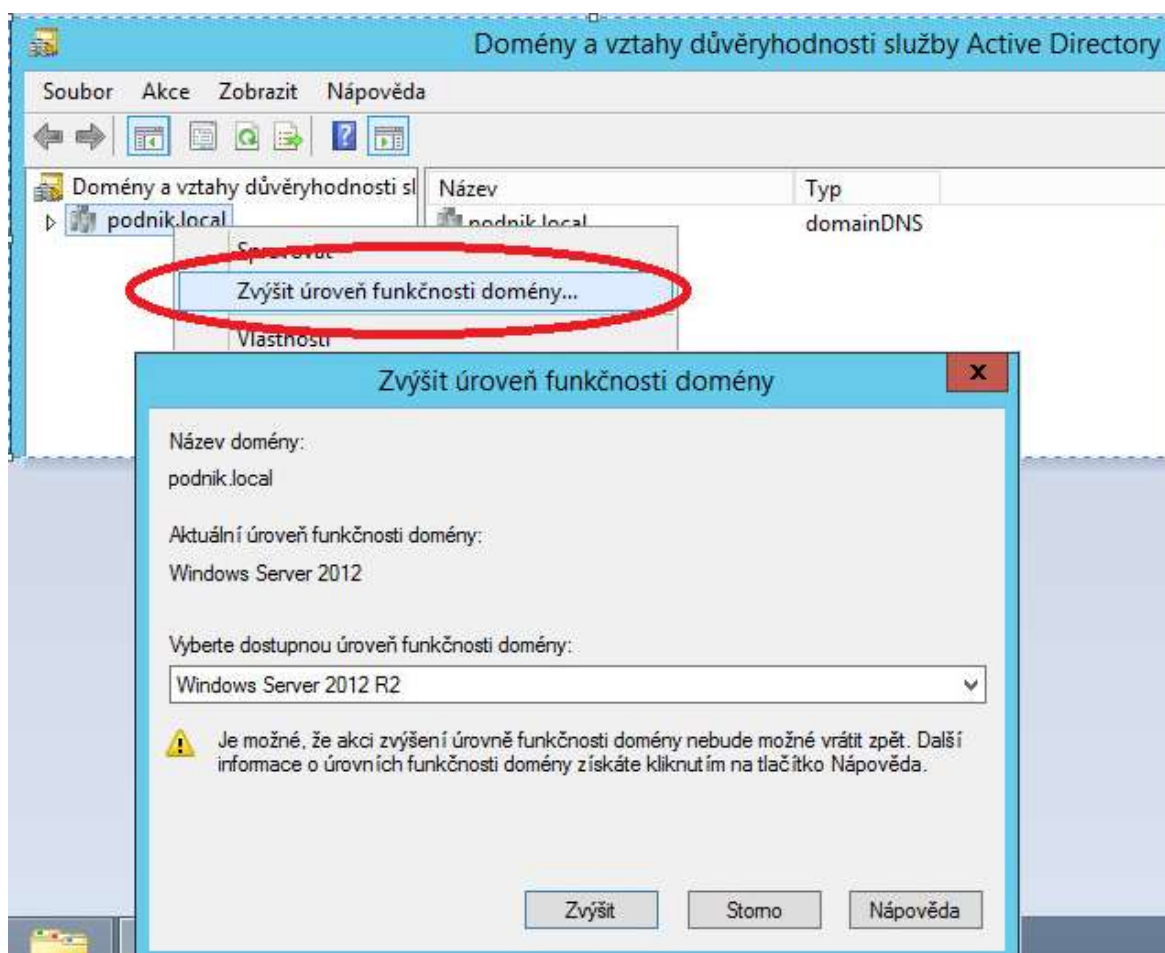 Domény a vztahy důvěryhodnosti služby Active Directory
Soubor Akce Zobrazit Nápověda
Domény a vztahy důvěryhodnosti sl
Název Typ
podnik.local
podnik.local domainDNS
Spravovat
Zvýšit úroveň funkčnosti domény...
Vlastnosti
Zvýšit úroveň funkčnosti domény
x
Název domény:
podnik.local
Aktuální úroveň funkčnosti domény:
Windows Server 2012
Vyberte dostupnou úroveň funkčnosti domény:
Windows Server 2012 R2
Je možné, že akci zvýšení úrovně funkčnosti domény nebude možné vrátit zpět. Další
informace o úrovních funkčnosti domény získáte kliknutím na tlačítko Nápověda.
Zvýšit Storno Nápověda